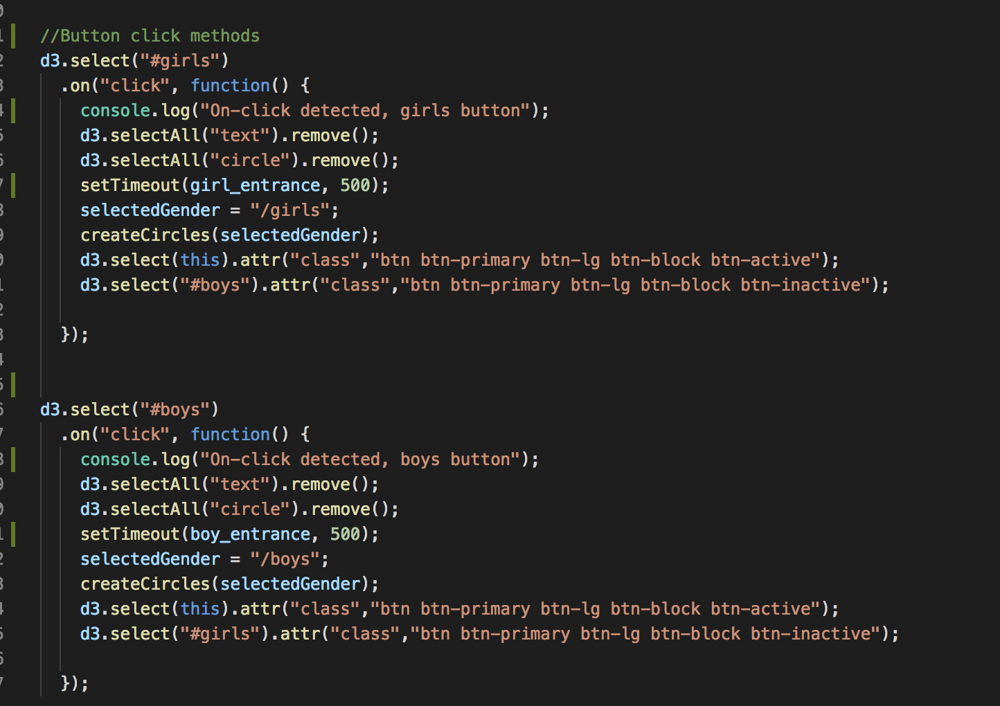 //Button click methods
d3.select("#girls")
.on("click", function() {
console.log("On-click detected, girls button");
d3.selectAll("text").remove();
d3.selectAll("circle").remove();
setTimeout(girl_entrance, 500);
selectedGender = "/girls";
createCircles(selectedGender);
d3.select(this).attr("class","btn btn-primary btn-lg btn-block btn-active");
d3.select("#boys").attr("class","btn btn-primary btn-lg btn-block btn-inactive");
});
d3.select("#boys")
.on("click", function() {
console.log("On-click detected, boys button");
d3.selectAll("text").remove();
d3.selectAll("circle").remove();
setTimeout(boy_entrance, 500);
selectedGender = "/boys";
createCircles(selectedGender);
d3.select(this).attr("class","btn btn-primary btn-lg btn-block btn-active");
d3.select("#girls").attr("class","btn btn-primary btn-lg btn-block btn-inactive");
});